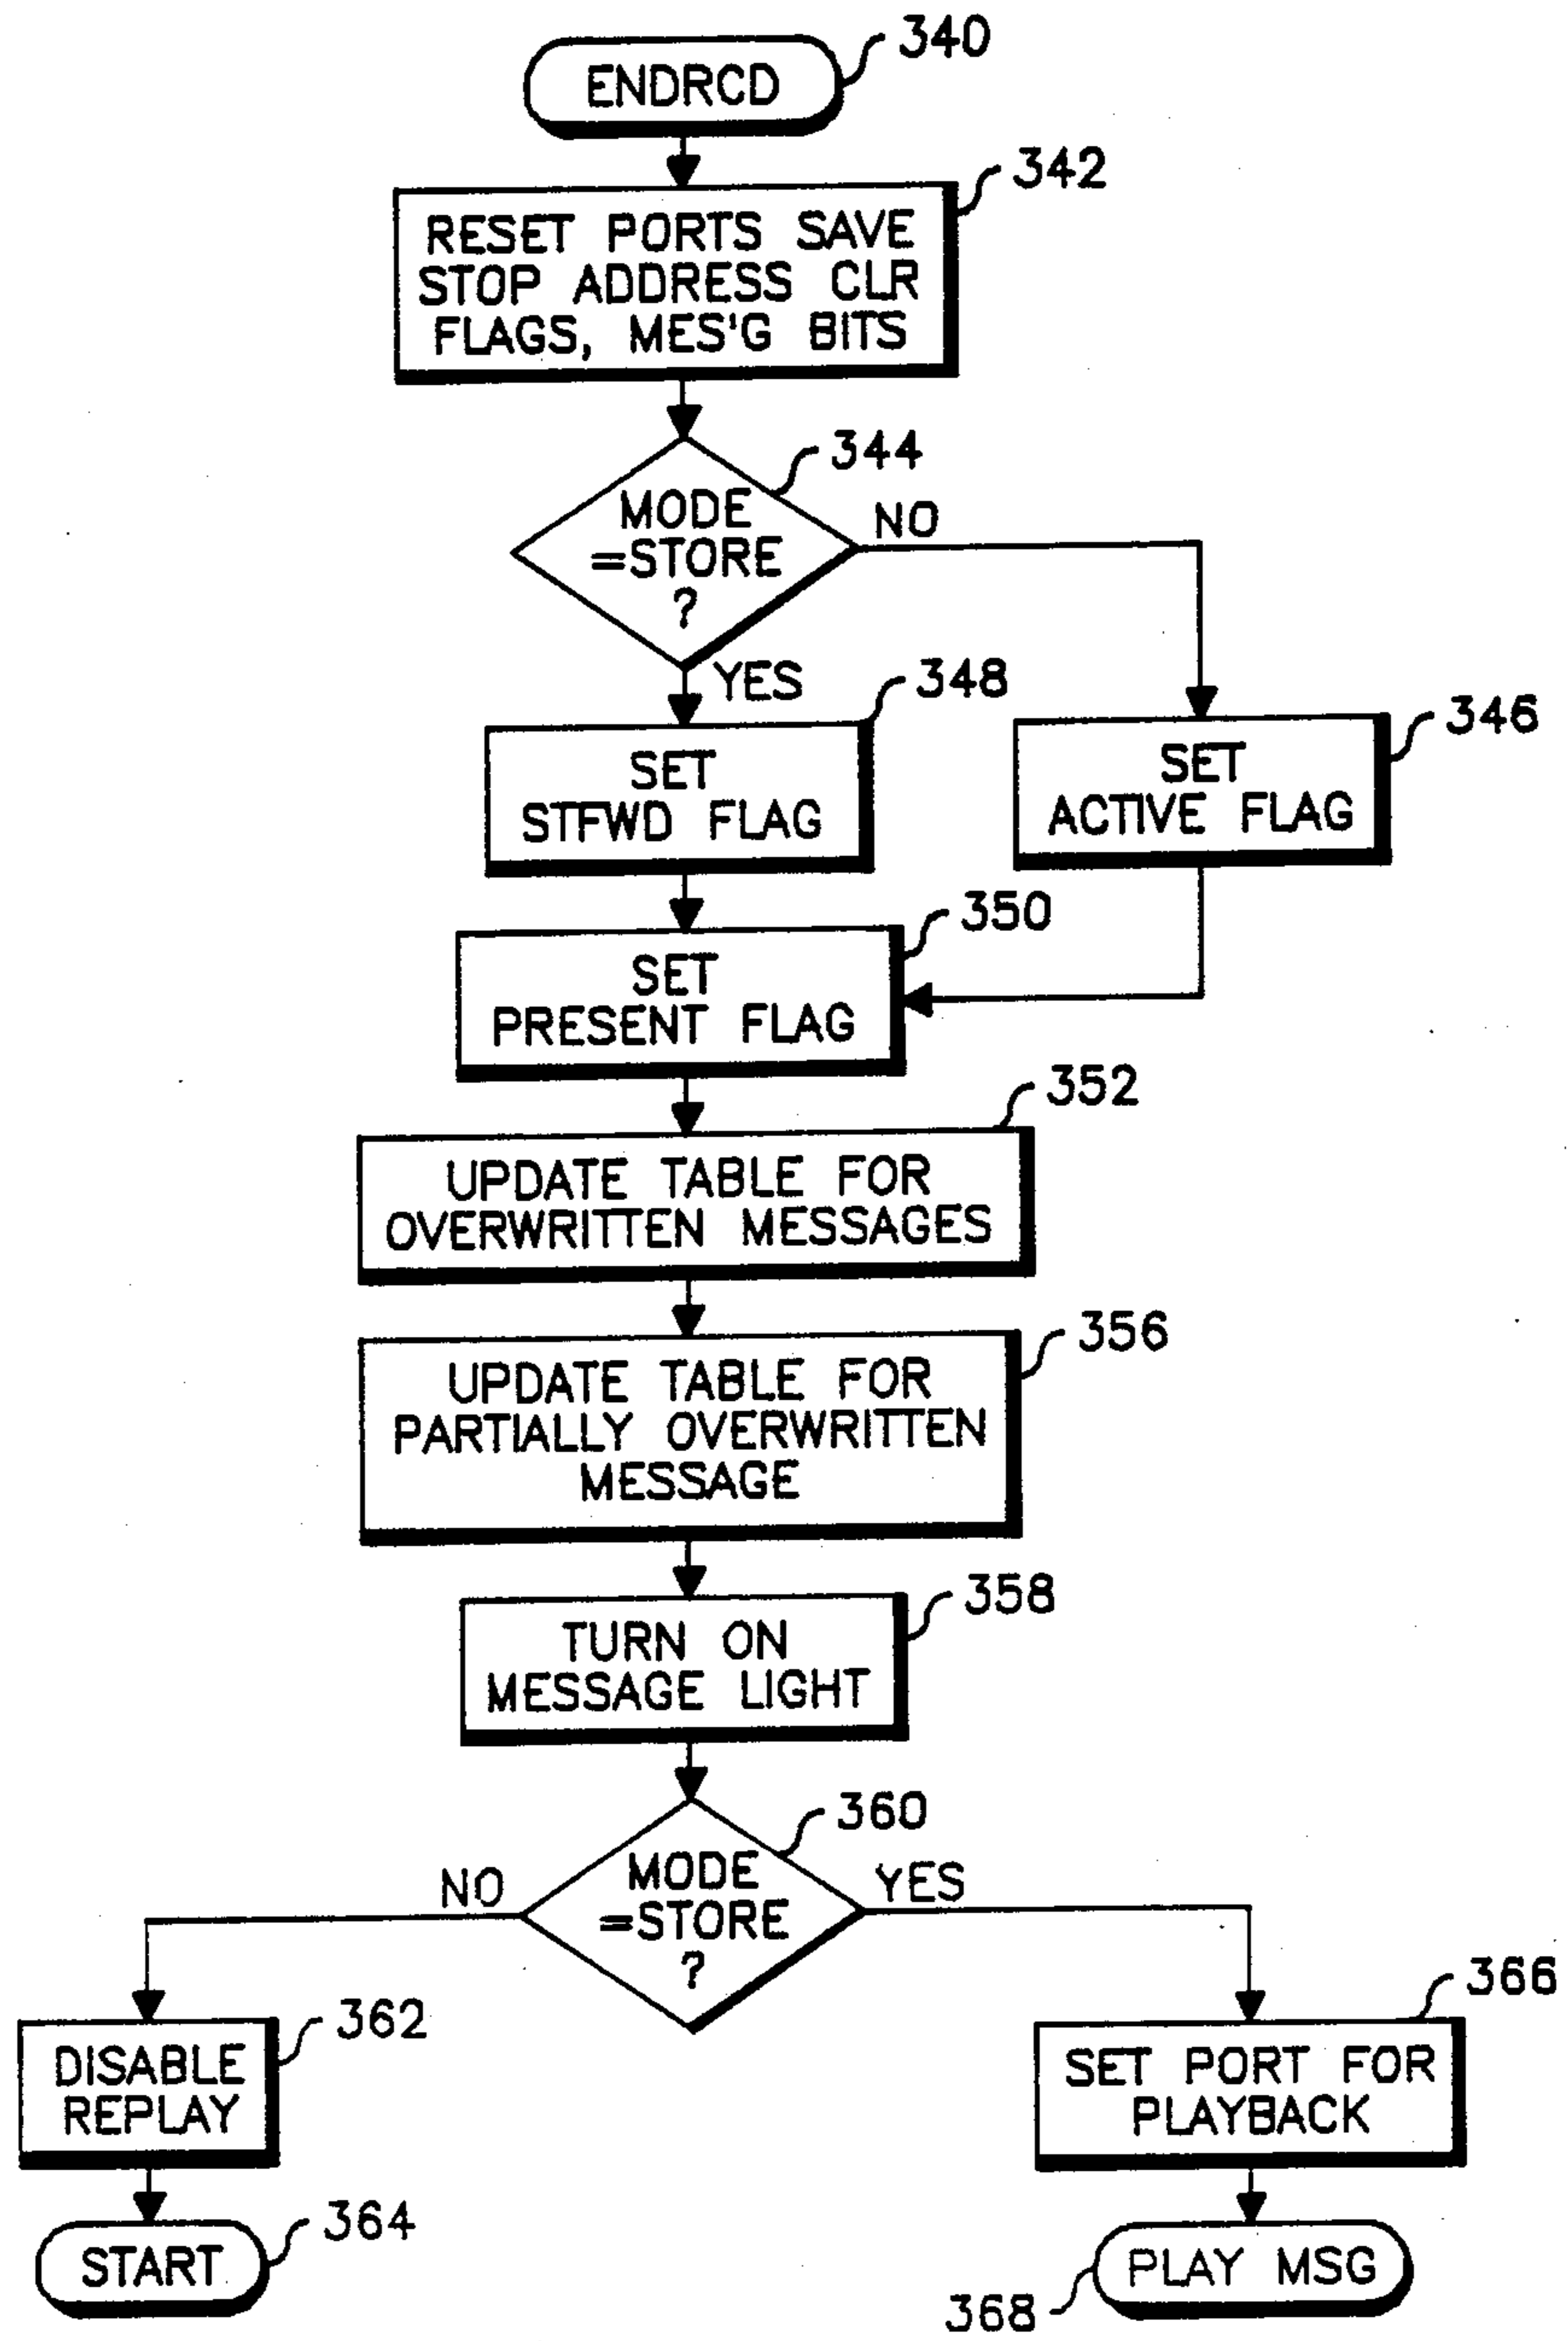 340
ENDRCD
342
RESET PORTS SAVE
STOP ADDRESS CLR
FLAGS, MES'G BITS
344
MODE
=STORE
?
NO
YES
348
SET
STFWD FLAG
346
SET
ACTIVE FLAG
350
SET
PRESENT FLAG
352
UPDATE TABLE FOR
OVERWRITTEN MESSAGES
356
UPDATE TABLE FOR
PARTIALLY OVERWRITTEN
MESSAGE
358
TURN ON
MESSAGE LIGHT
360
MODE
=STORE
?
NO
YES
362
DISABLE
REPLAY
366
SET PORT FOR
PLAYBACK
364
START
368
PLAY MSG